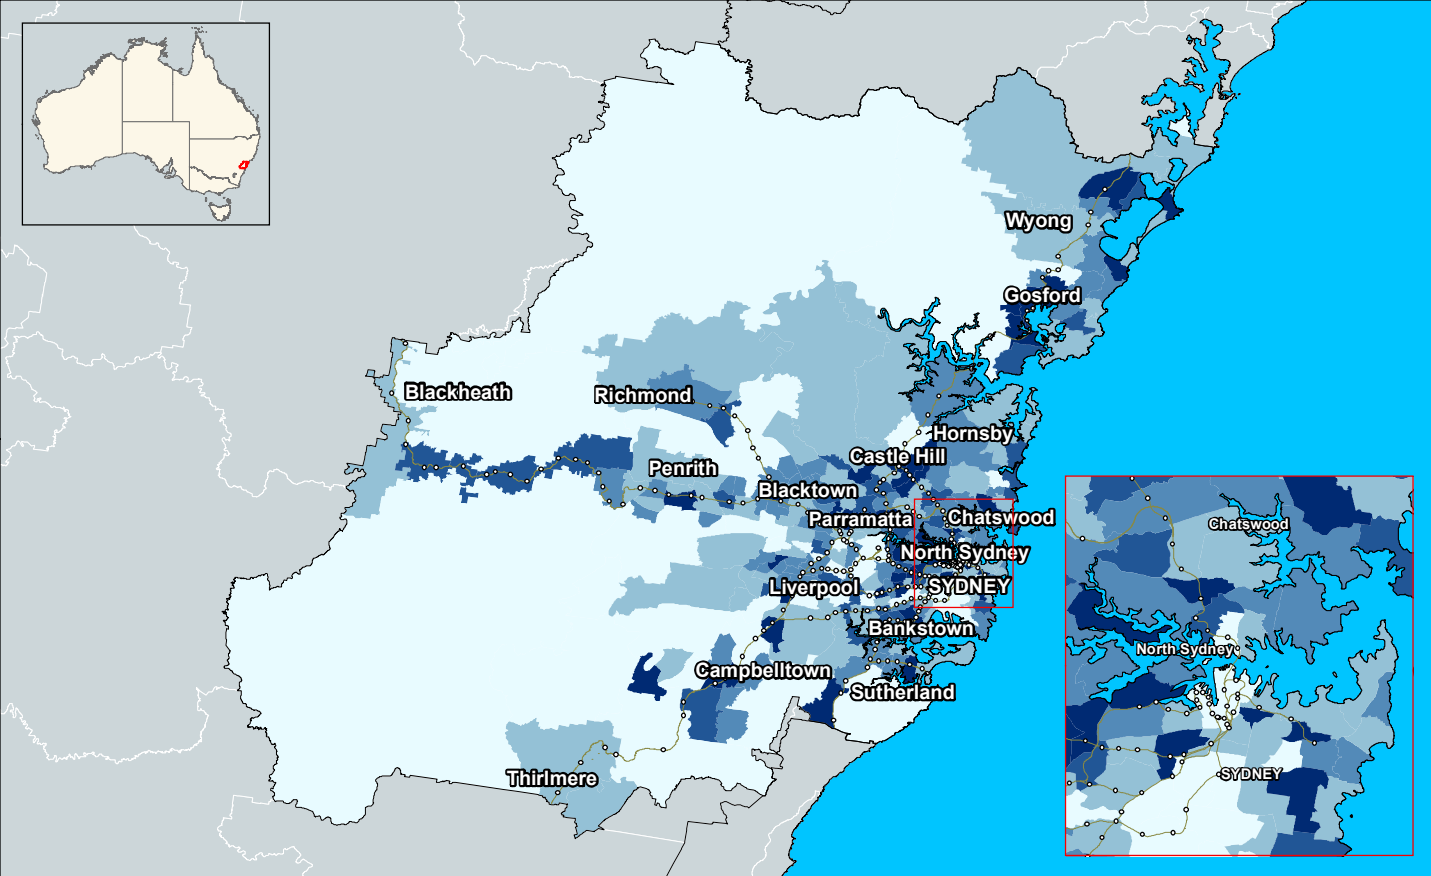 Wyong
Gosford
Blackheath
Richmond
Hornsby
Castle Hill
Penrith
Blacktown
Parramatta
Chatswood
North Sydney
Liverpool
SYDNEY
Bankstown
Campbelltown
Sutherland
Thirlmere
Chatswood
North Sydney
SYDNEY